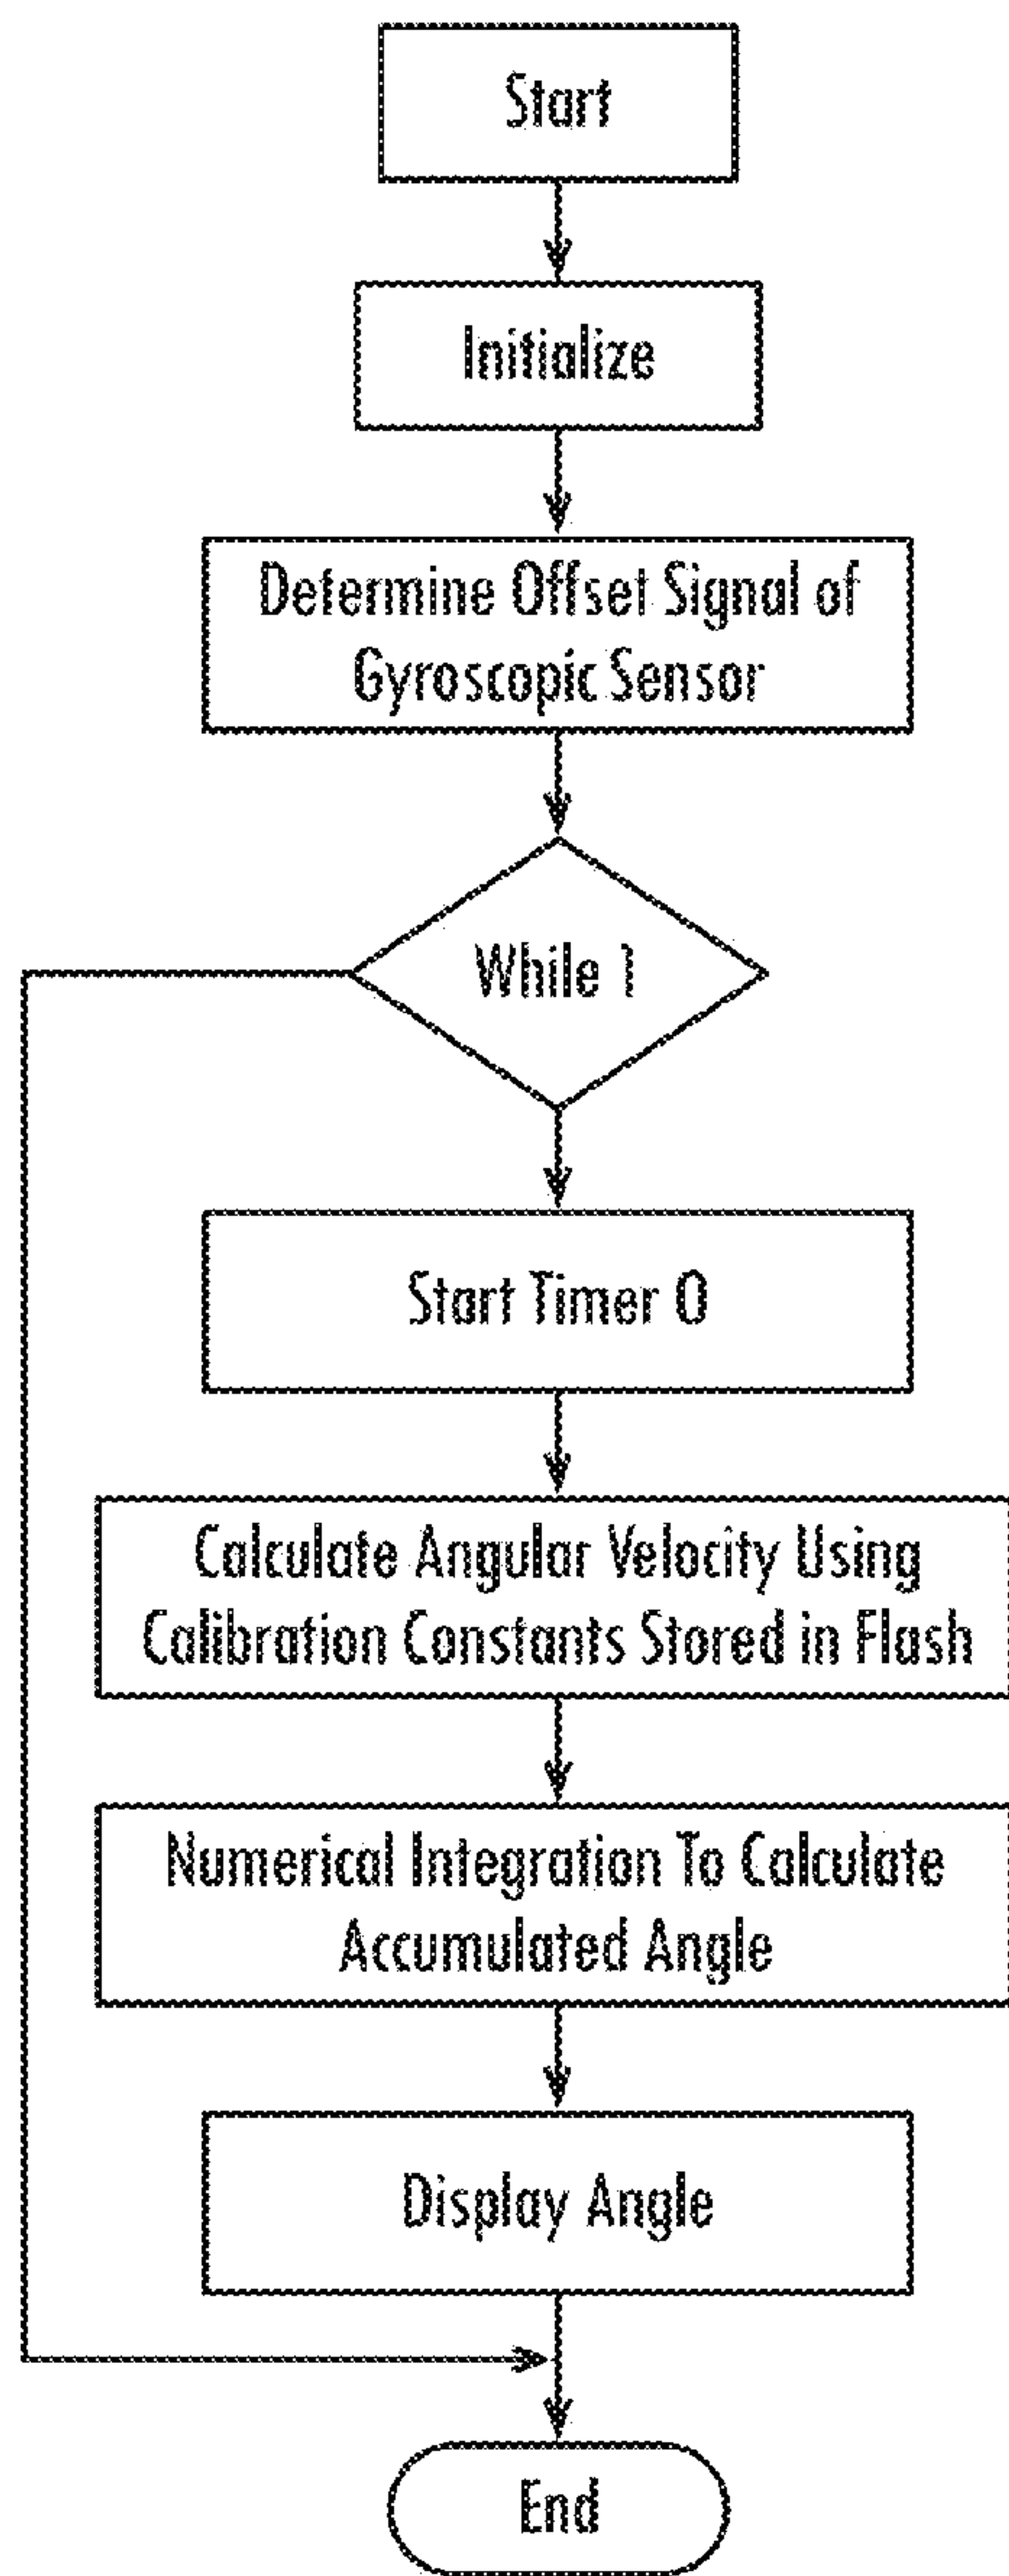 Start
Initialize
Determine Offset Signal of
Gyroscopic Sensor
While 1
Start Timer 0
Calculate Angular Velocity Using
Calibration Constants Stored in Flash
Numerical Integration To Calculate
Accumulated Angle
Display Angle
End